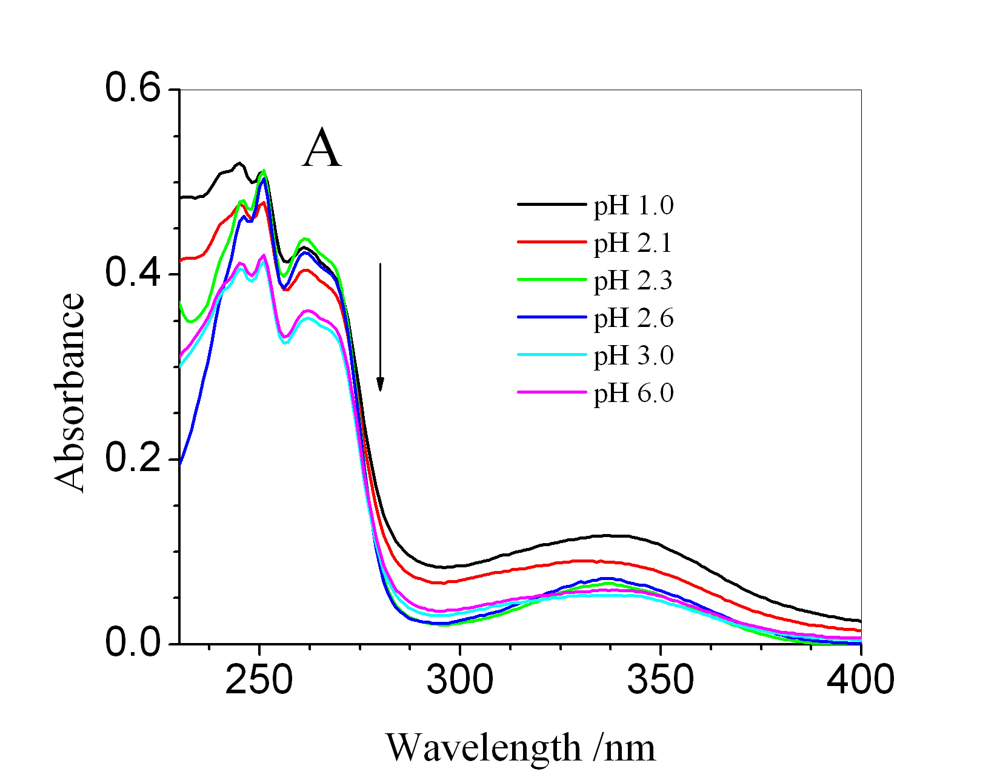 0.6
0.4
0.2
0.0
Absorbance
A
pH 1.0
pH 2.1
pH 2.3
pH 2.6
pH 3.0
pH 6.0
250 300 350 400
Wavelength /nm